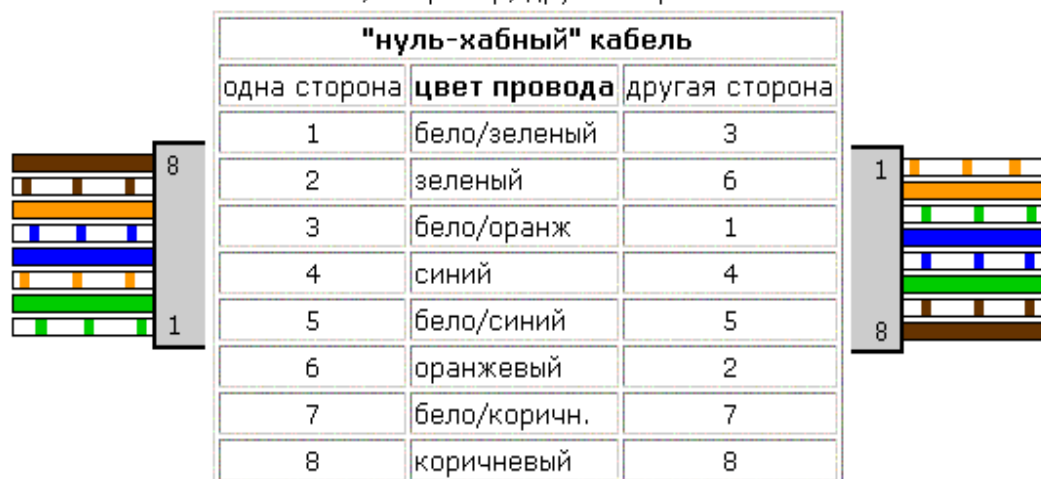 "нуль-хабный" кабель
одна сторона цвет провода другая сторона
1 бело/зеленый 3
2 зеленый 6
3 бело/оранж 1
4 синий 4
5 бело/синий 5
6 оранжевый 2
7 бело/коричн. 7
8 коричневый 8
8
1
1
8